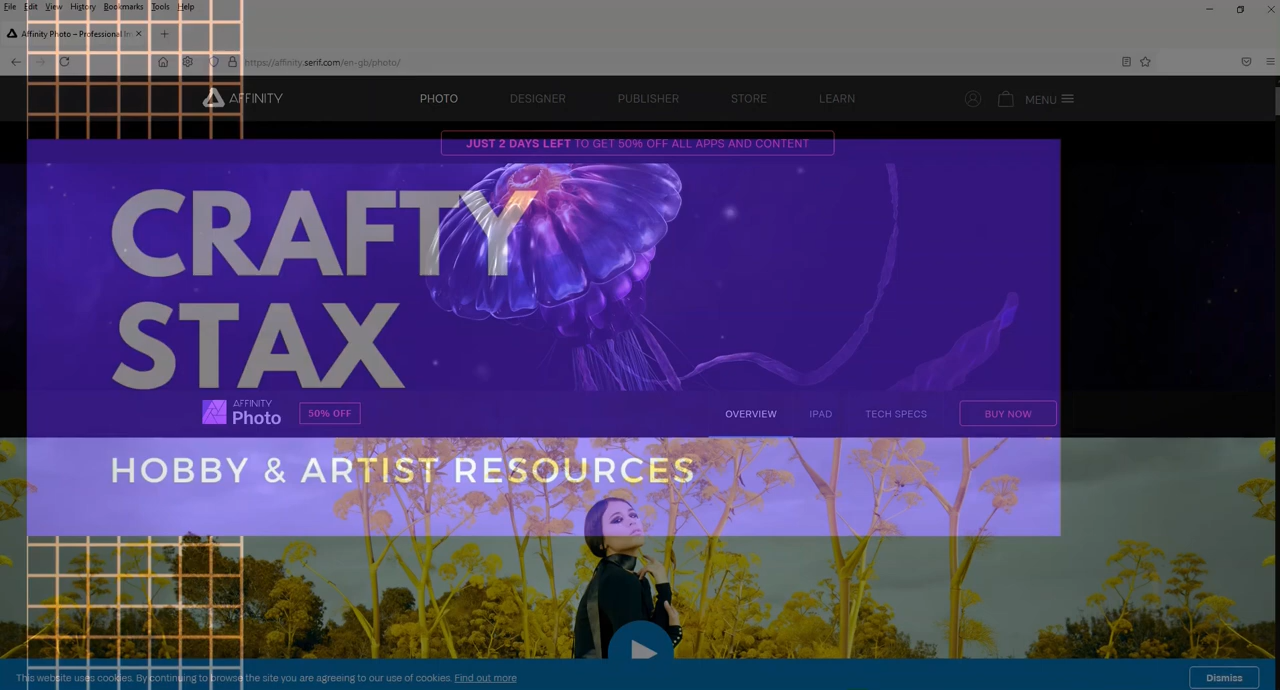 File Edit View History Bookmarks Tools Help
Affinity Photo – Professional Im
https://affinity.serif.com/en-gb/photo/
AFFINITY PHOTO DESIGNER PUBLISHER STORE LEARN MENU
JUST 2 DAYS LEFT TO GET 50% OFF ALL APPS AND CONTENT
CRAFTY
STAX
AFFINITY
Photo 50% OFF OVERVIEW IPAD TECH SPECS BUY NOW
HOBBY & ARTIST RESOURCES
This website uses cookies. By continuing to browse the site you are agreeing to our use of cookies. Find out more Dismiss